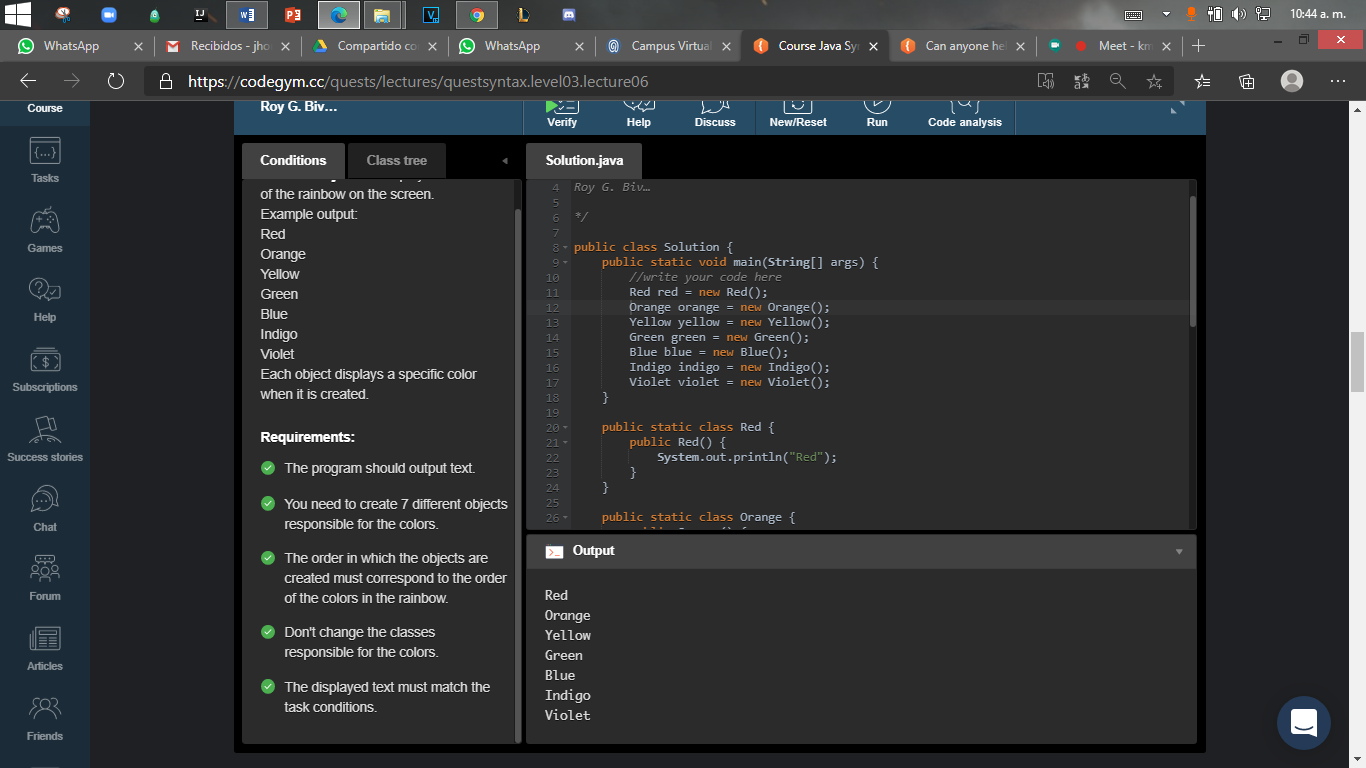 10:44 a. m.
WhatsApp
Recibidos - jho
Compartido co
WhatsApp
Campus Virtual
Course Java Syn
Can anyone he
Meet - km
https://codegym.cc/quests/lectures/questsyntax.level03.lecture06
Course
Tasks
Games
Help
Subscriptions
Success stories
Chat
Forum
Articles
Friends
Roy G. Biv...
Verify
Help
Discuss
New/Reset
Run
Code analysis
Conditions
Class tree
of the rainbow on the screen.
Example output:
Red
Orange
Yellow
Green
Blue
Indigo
Violet
Each object displays a specific color
when it is created.
Requirements:
The program should output text.
You need to create 7 different objects
responsible for the colors.
The order in which the objects are
created must correspond to the order
of the colors in the rainbow.
Don't change the classes
responsible for the colors.
The displayed text must match the
task conditions.
Solution.java
4 Roy G. Biv…
5
6 */
7
8 public class Solution {
9 public static void main(String[] args) {
10 //write your code here
11 Red red = new Red();
12 Orange orange = new Orange();
13 Yellow yellow = new Yellow();
14 Green green = new Green();
15 Blue blue = new Blue();
16 Indigo indigo = new Indigo();
17 Violet violet = new Violet();
18 }
19
20 public static class Red {
21 public Red() {
22 System.out.println("Red");
23 }
24 }
25
26 public static class Orange {
Output
Red
Orange
Yellow
Green
Blue
Indigo
Violet